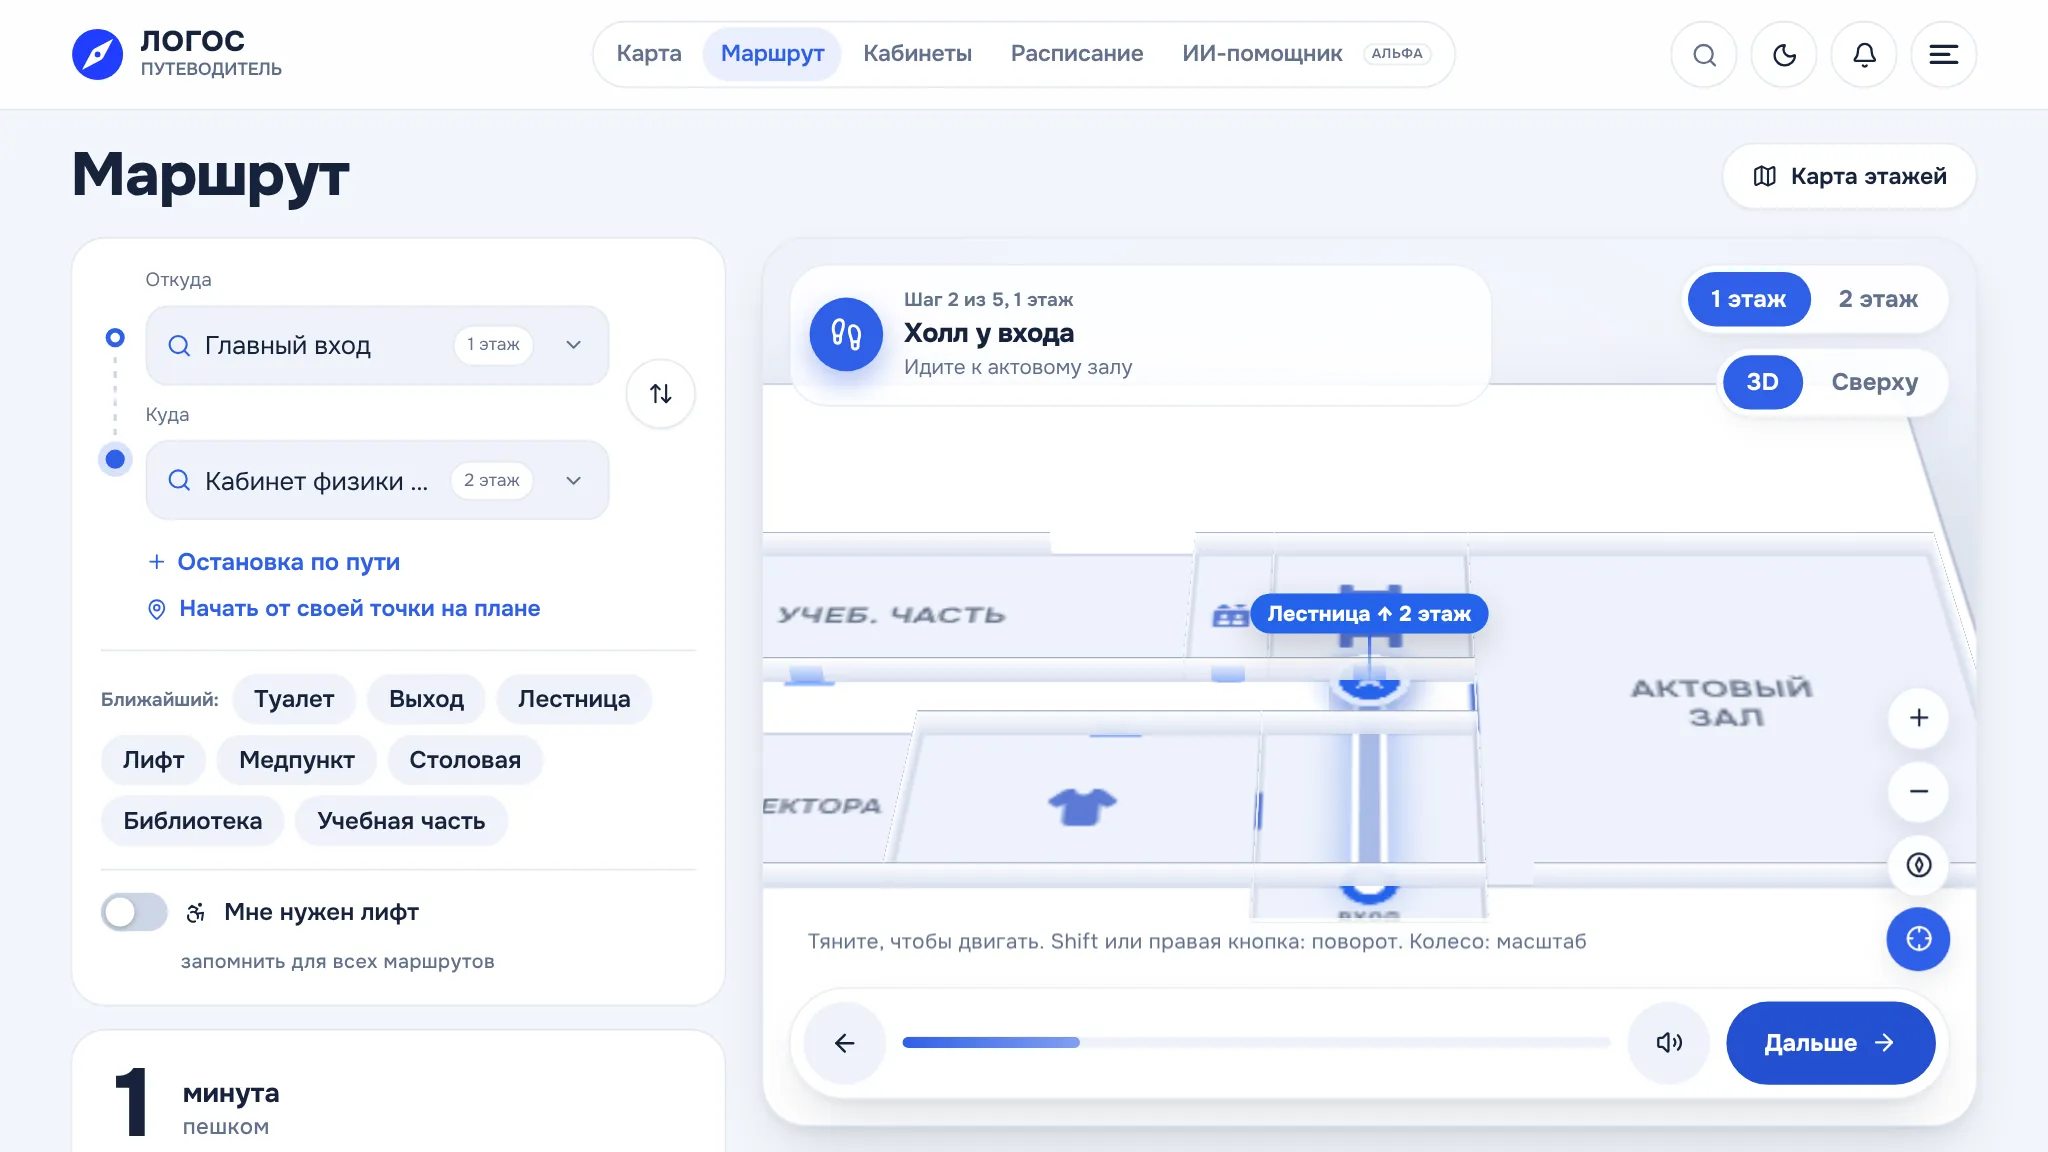 ЛОГОС
ПУТЕВОДИТЕЛЬ
Карта
Маршрут
Кабинеты
Расписание
ИИ-помощник
АЛЬФА
Маршрут
Карта этажей
Откуда
Главный вход
1 этаж
Куда
Кабинет физики ...
2 этаж
+ Остановка по пути
Начать от своей точки на плане
Ближайший:
Туалет
Выход
Лестница
Лифт
Медпункт
Столовая
Библиотека
Учебная часть
Мне нужен лифт
запомнить для всех маршрутов
1
минута
пешком
Шаг 2 из 5, 1 этаж
Холл у входа
Идите к актовому залу
1 этаж
2 этаж
3D
Сверху
УЧЕБ. ЧАСТЬ
Лестница ↑ 2 этаж
АКТОВЫЙ
ЗАЛ
ЕКТОРА
ВХОД
Тяните, чтобы двигать. Shift или правая кнопка: поворот. Колесо: масштаб
Дальше →